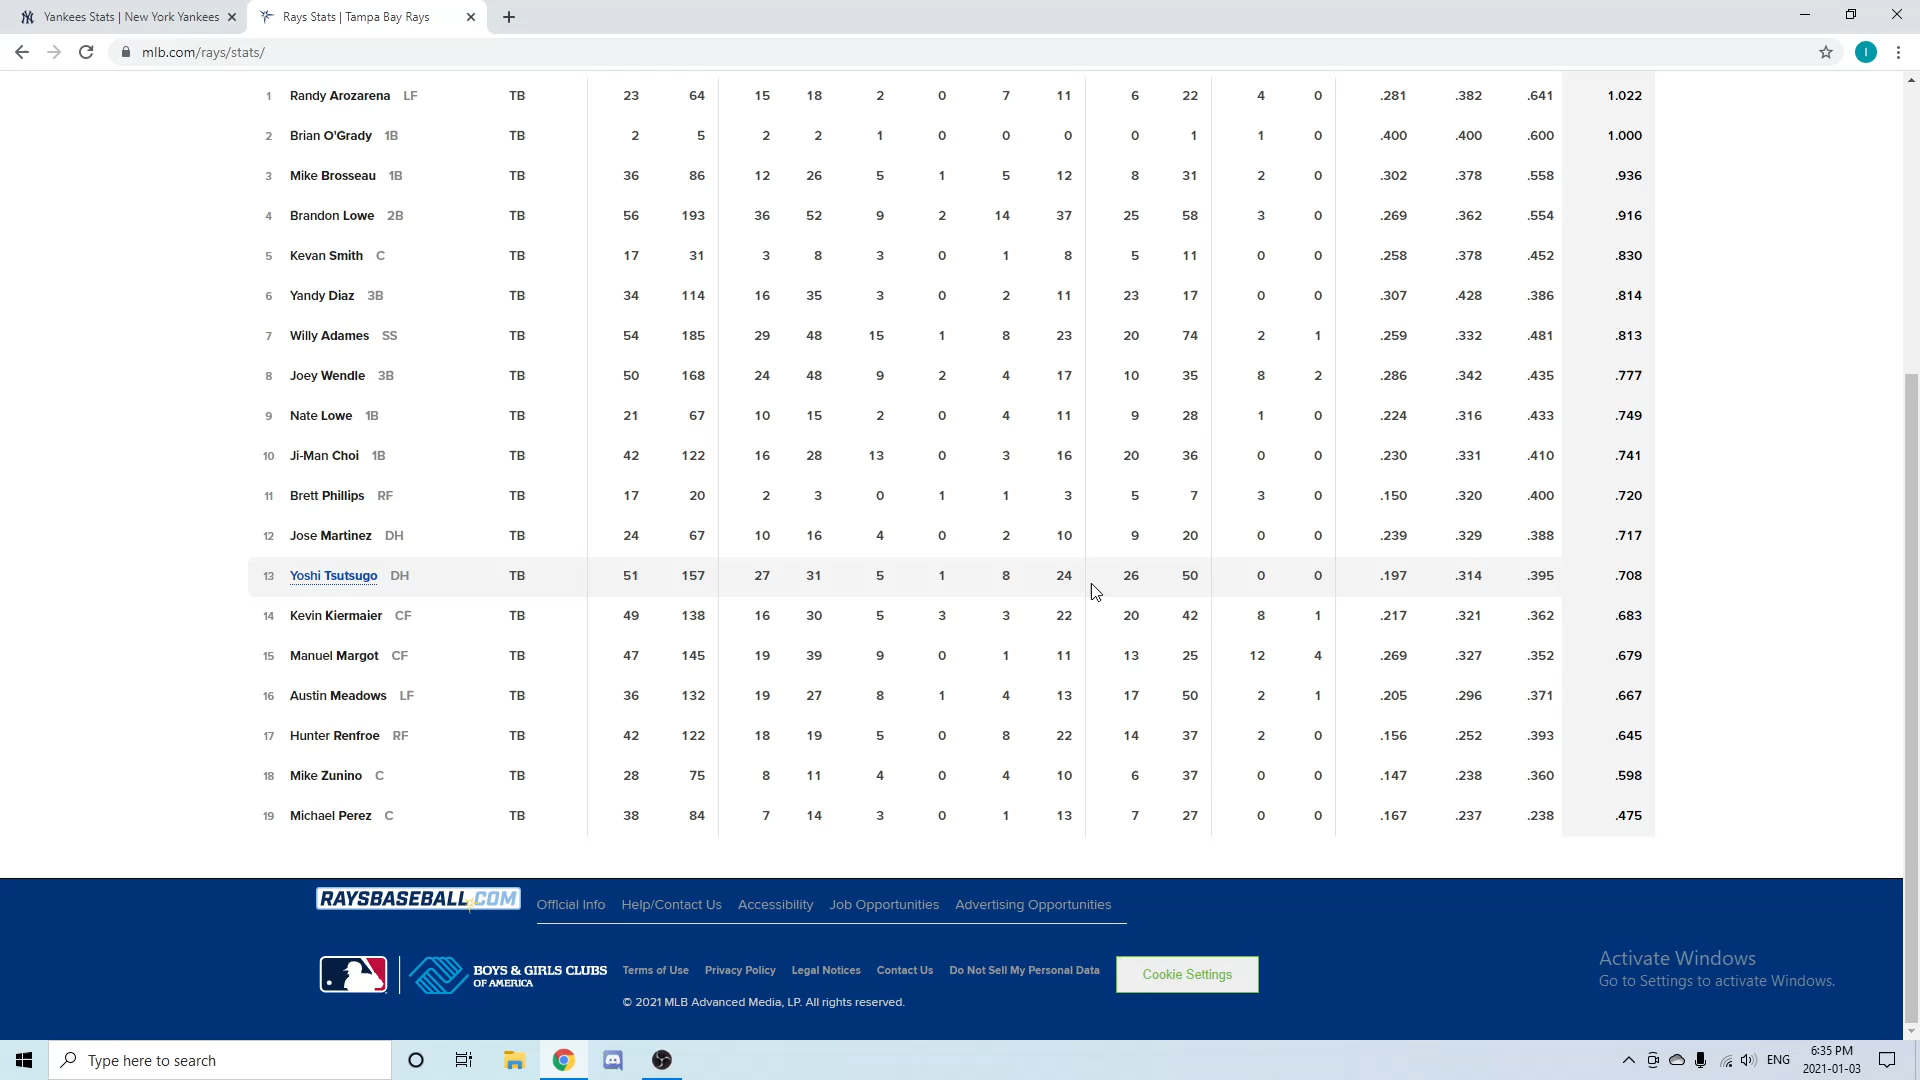 Yankees Stats | New York Yankees
Rays Stats | Tampa Bay Rays
mlb.com/rays/stats/
I
1 Randy Arozarena LF TB 23 64 15 18 2 0 7 11 6 22 4 0 .281 .382 .641 1.022
2 Brian O'Grady 1B TB 2 5 2 2 1 0 0 0 0 1 1 0 .400 .400 .600 1.000
3 Mike Brosseau 1B TB 36 86 12 26 5 1 5 12 8 31 2 0 .302 .378 .558 .936
4 Brandon Lowe 2B TB 56 193 36 52 9 2 14 37 25 58 3 0 .269 .362 .554 .916
5 Kevan Smith C TB 17 31 3 8 3 0 1 8 5 11 0 0 .258 .378 .452 .830
6 Yandy Diaz 3B TB 34 114 16 35 3 0 2 11 23 17 0 0 .307 .428 .386 .814
7 Willy Adames SS TB 54 185 29 48 15 1 8 23 20 74 2 1 .259 .332 .481 .813
8 Joey Wendle 3B TB 50 168 24 48 9 2 4 17 10 35 8 2 .286 .342 .435 .777
9 Nate Lowe 1B TB 21 67 10 15 2 0 4 11 9 28 1 0 .224 .316 .433 .749
10 Ji-Man Choi 1B TB 42 122 16 28 13 0 3 16 20 36 0 0 .230 .331 .410 .741
11 Brett Phillips RF TB 17 20 2 3 0 1 1 3 5 7 3 0 .150 .320 .400 .720
12 Jose Martinez DH TB 24 67 10 16 4 0 2 10 9 20 0 0 .239 .329 .388 .717
13 Yoshi Tsutsugo DH TB 51 157 27 31 5 1 8 24 26 50 0 0 .197 .314 .395 .708
14 Kevin Kiermaier CF TB 49 138 16 30 5 3 3 22 20 42 8 1 .217 .321 .362 .683
15 Manuel Margot CF TB 47 145 19 39 9 0 1 11 13 25 12 4 .269 .327 .352 .679
16 Austin Meadows LF TB 36 132 19 27 8 1 4 13 17 50 2 1 .205 .296 .371 .667
17 Hunter Renfroe RF TB 42 122 18 19 5 0 8 22 14 37 2 0 .156 .252 .393 .645
18 Mike Zunino C TB 28 75 8 11 4 0 4 10 6 37 0 0 .147 .238 .360 .598
19 Michael Perez C TB 38 84 7 14 3 0 1 13 7 27 0 0 .167 .237 .238 .475
RAYSBASEBALL.COM Official Info Help/Contact Us Accessibility Job Opportunities Advertising Opportunities
BOYS & GIRLS CLUBS
OF AMERICA
Terms of Use Privacy Policy Legal Notices Contact Us Do Not Sell My Personal Data Cookie Settings
© 2021 MLB Advanced Media, LP. All rights reserved.
Activate Windows
Go to Settings to activate Windows.
Type here to search
ENG
6:35 PM
2021-01-03